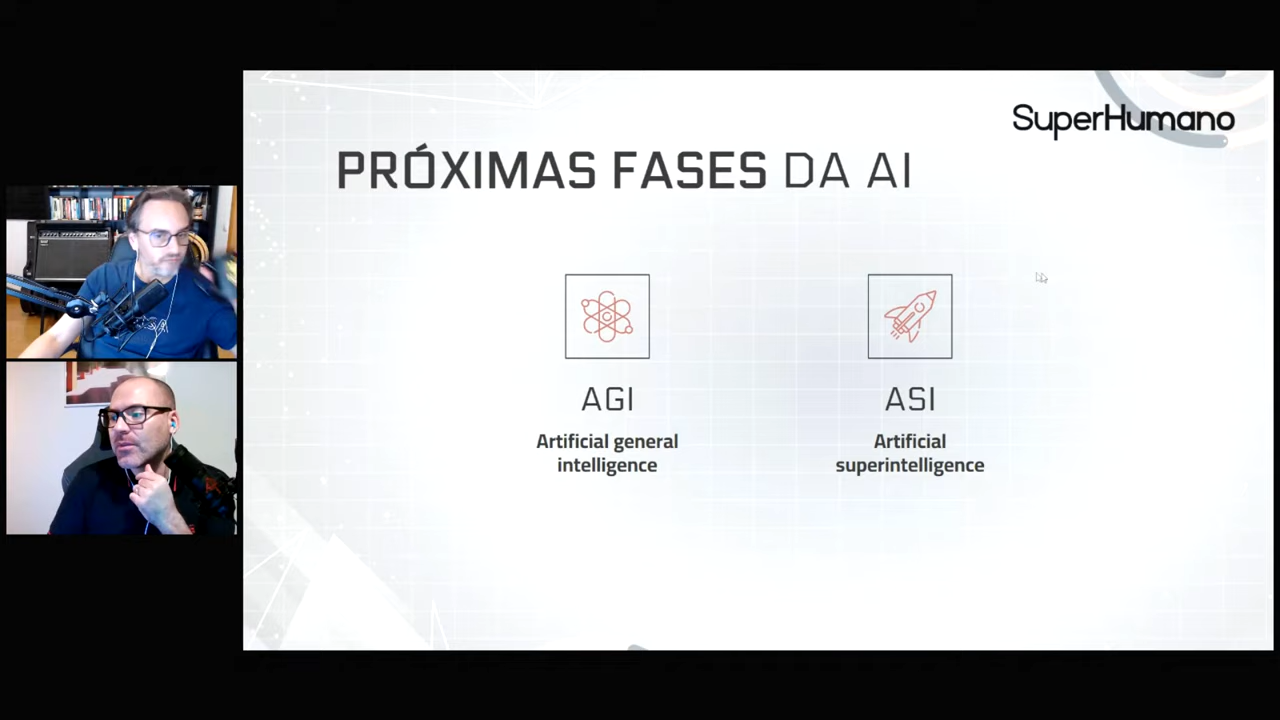 SuperHumano
PRÓXIMAS FASES DA AI
AGI
Artificial general
intelligence
ASI
Artificial
superintelligence